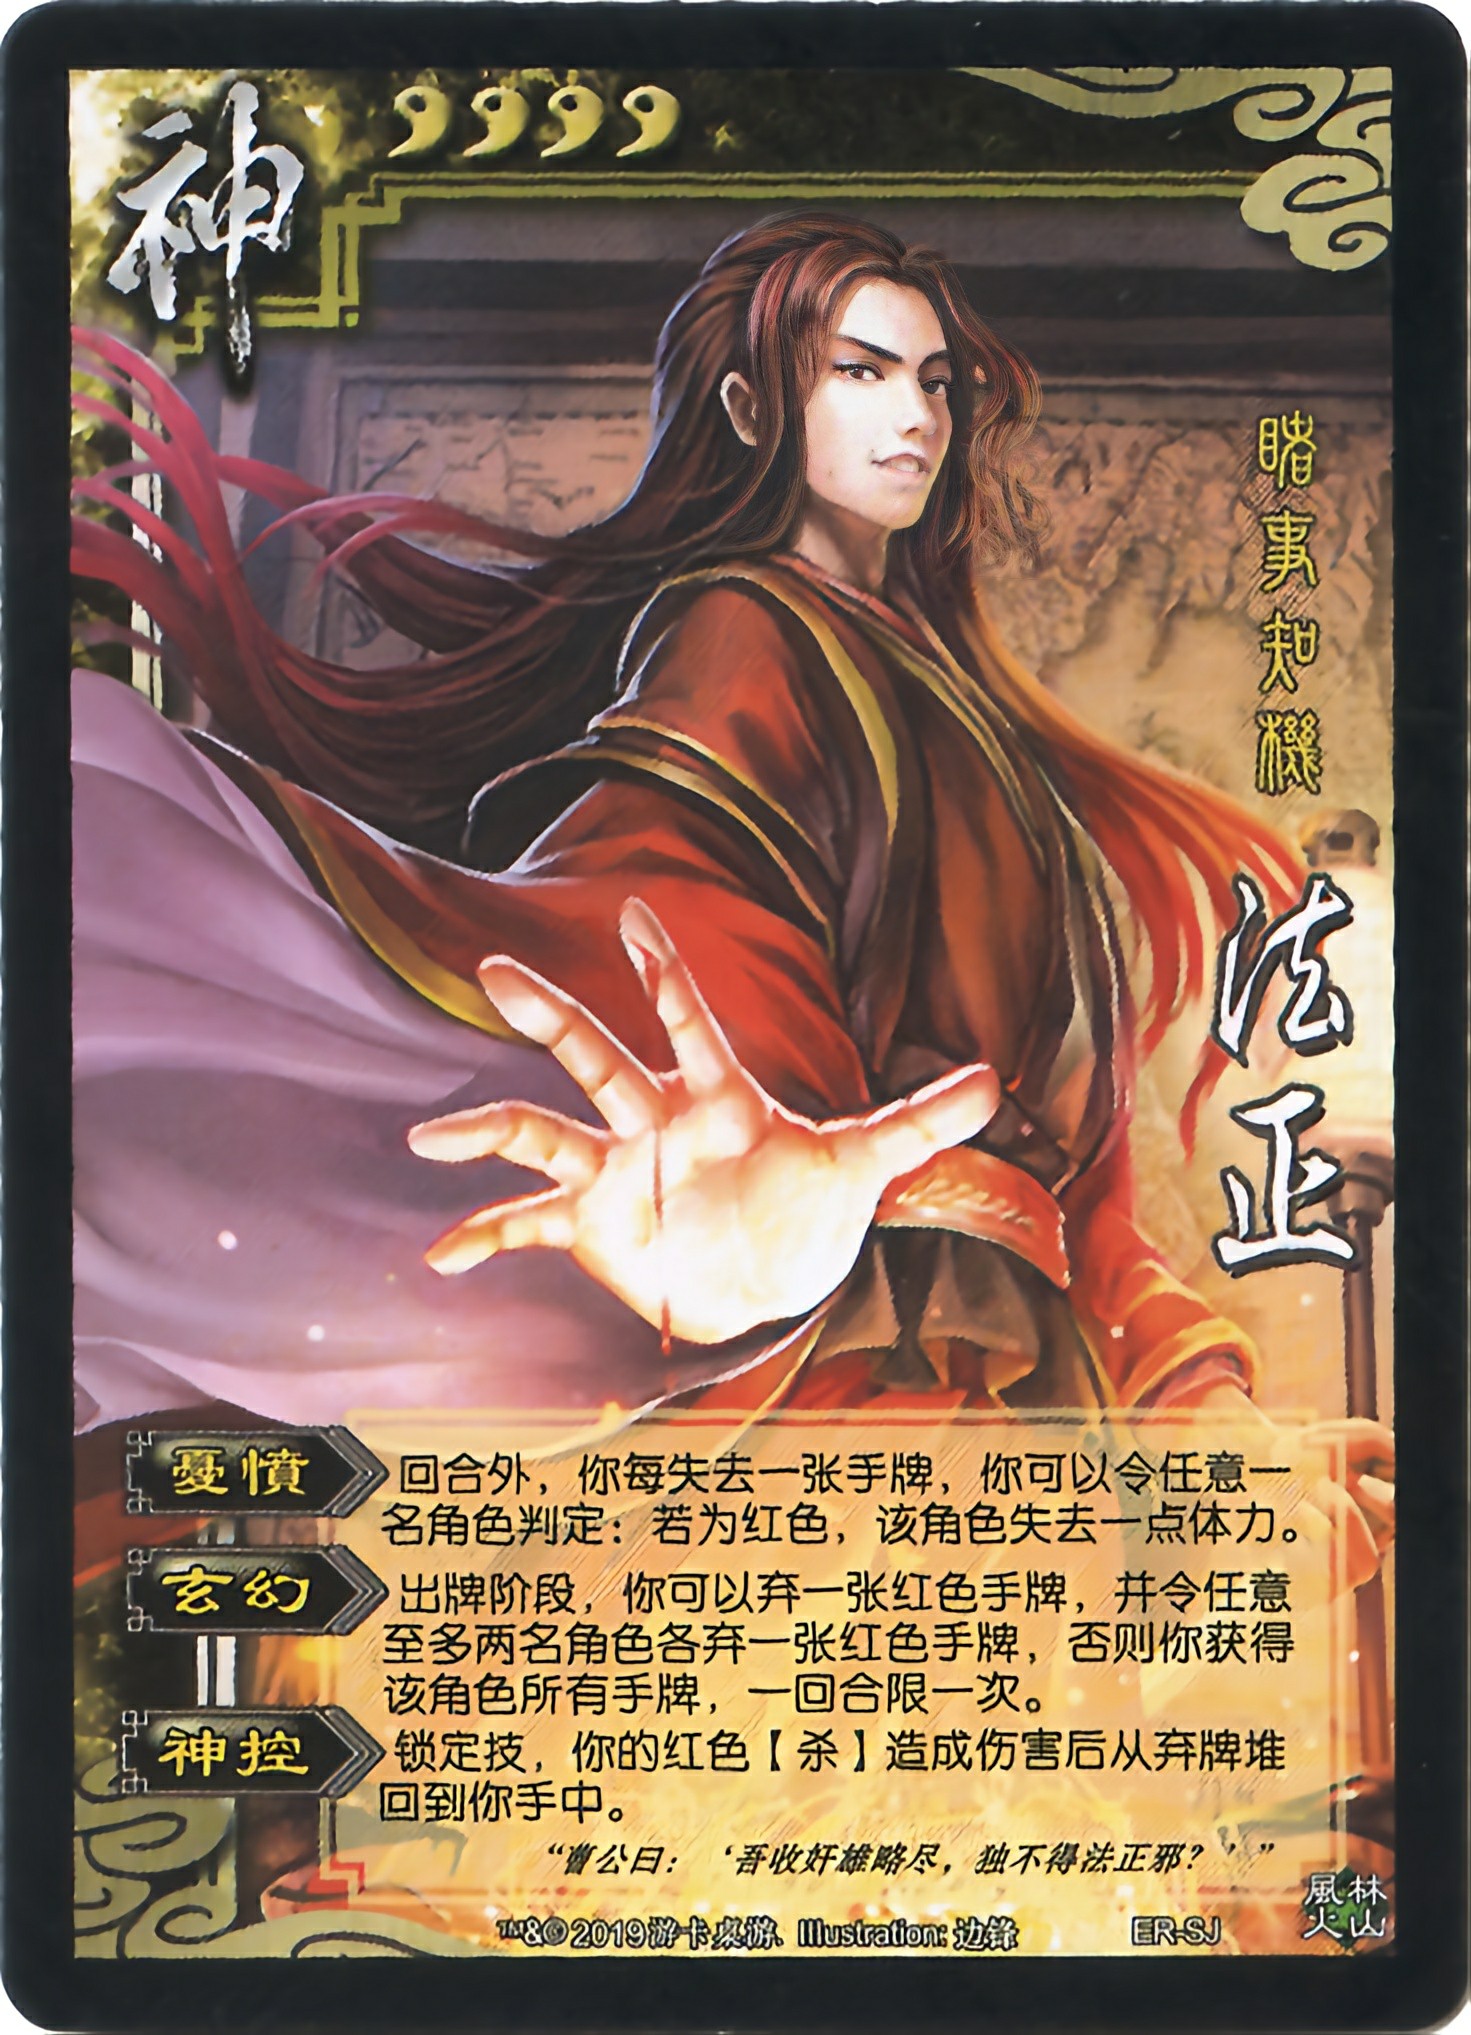 神
睹事知機
法正
憂憤
回合外，你每失去一张手牌，你可以令任意一
名角色判定：若为红色，该角色失去一点体力。
玄幻
出牌阶段，你可以弃一张红色手牌，并令任意
至多两名角色各弃一张红色手牌，否则你获得
该角色所有手牌，一回合限一次。
神控
锁定技，你的红色【杀】造成伤害后从弃牌堆
回到你手中。
“曹公曰：‘吾收奸雄略尽，独不得法正邪？’”
™&©2019游卡桌游. Illustration: 边锋
ER-SJ
風林
火山